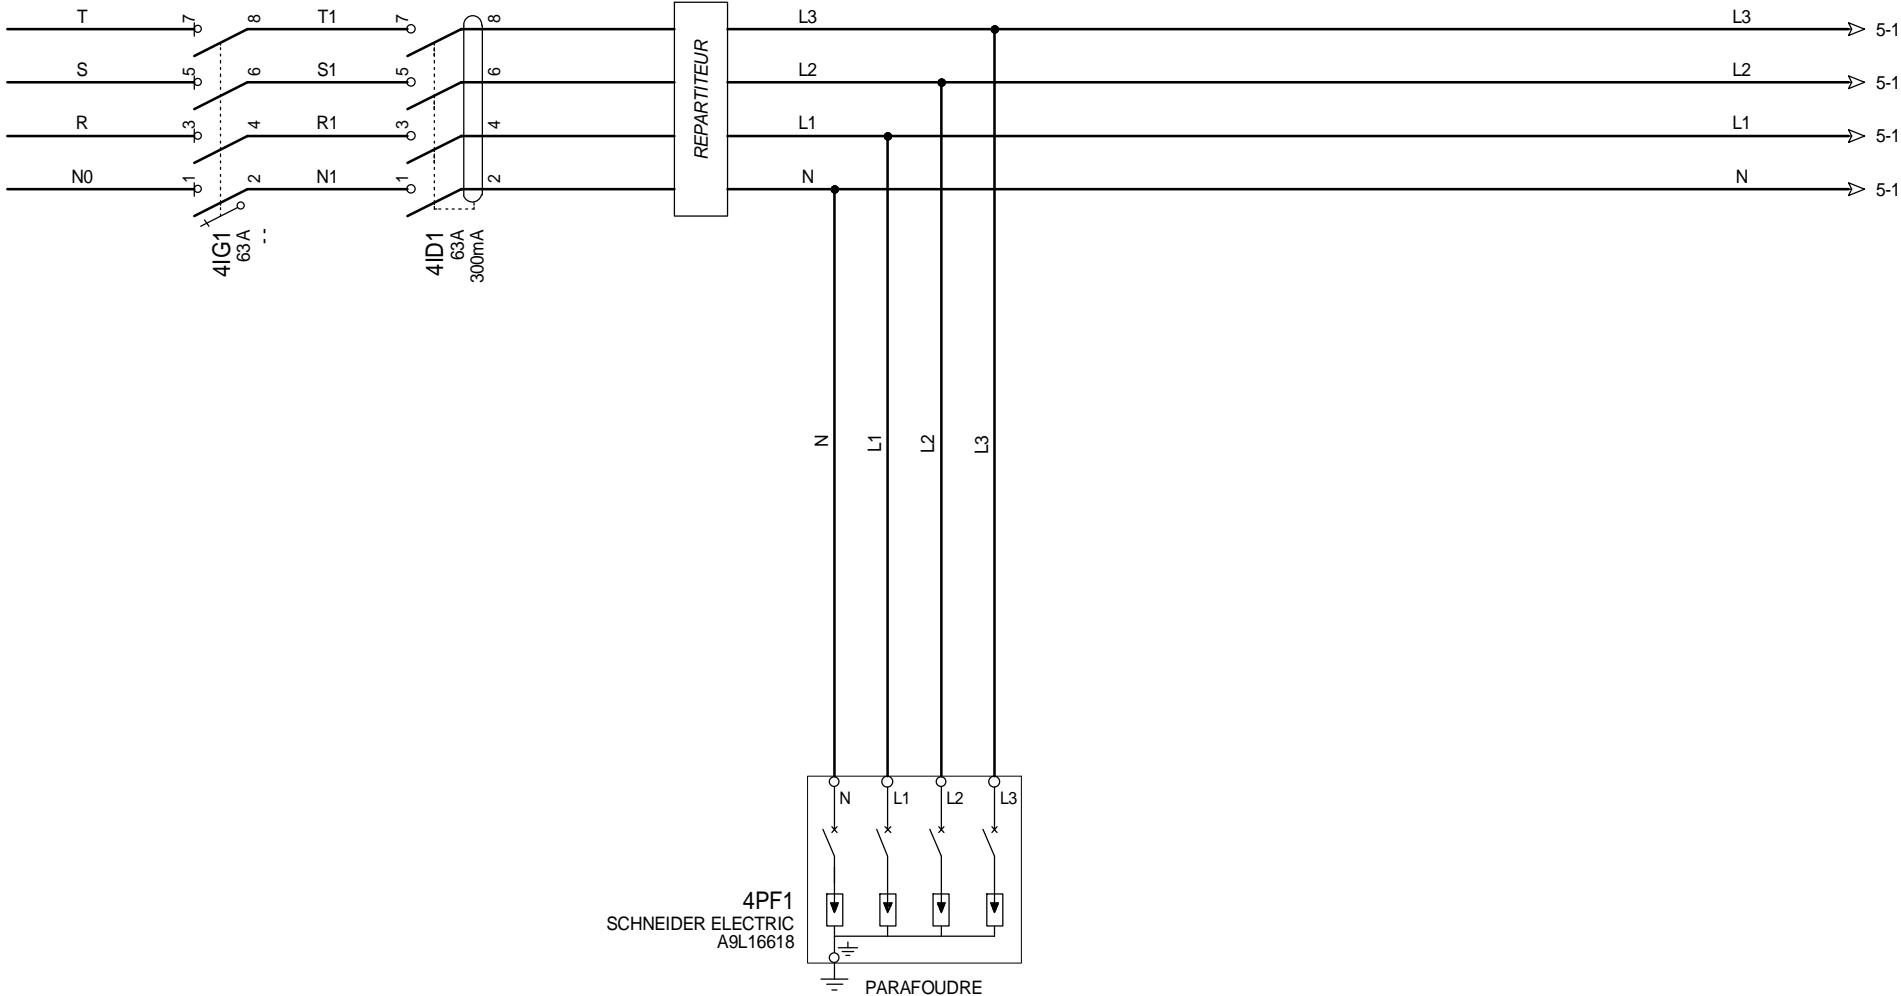 T 7 8 T1 7 8 L3 L3 5-1
S 5 6 S1 5 6 L2 L2 5-1
R 3 4 R1 3 4 L1 L1 5-1
N0 1 2 N1 1 2 N N 5-1
REPARTITEUR
4IG1
63A
--
4ID1
63A
300mA
N L1 L2 L3
N L1 L2 L3
4PF1
SCHNEIDER ELECTRIC
A9L16618
PARAFOUDRE